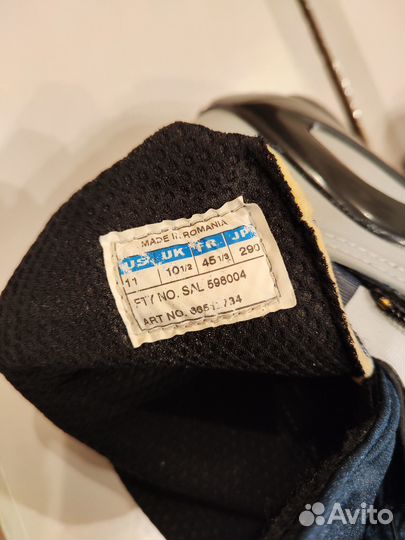 MADE IN ROMANIA
US UK FR JP
11 10 1/2 45 1/3 290
FTY NO. SAL 596004
ART NO.
Avito